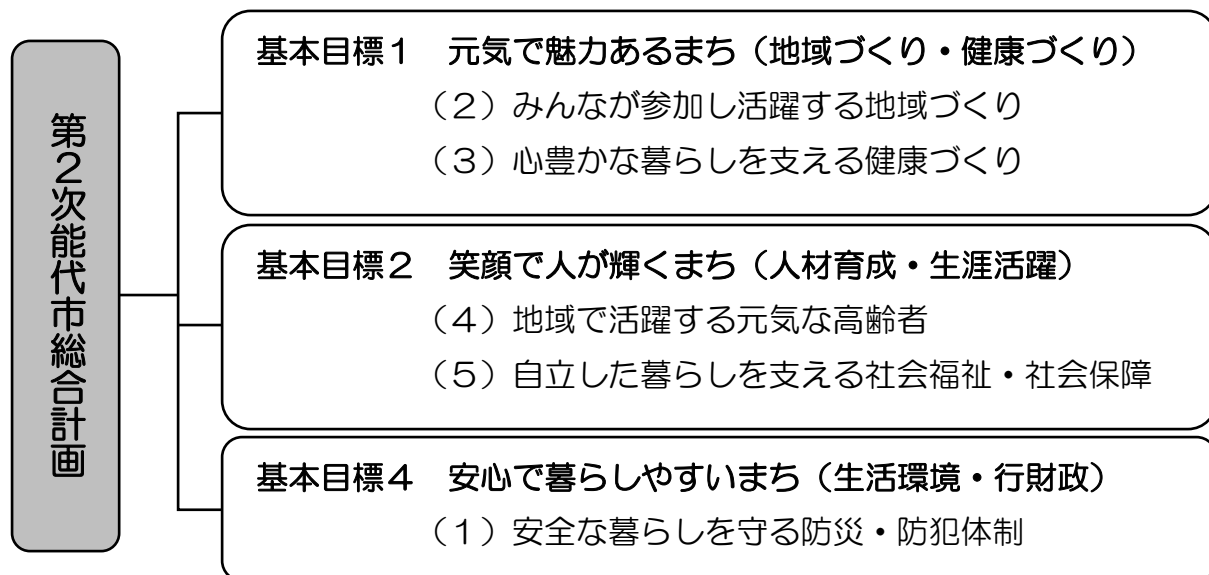 第2次能代市総合計画
基本目標1　元気で魅力あるまち（地域づくり・健康づくり）
（2）みんなが参加し活躍する地域づくり
（3）心豊かな暮らしを支える健康づくり
基本目標2　笑顔で人が輝くまち（人材育成・生涯活躍）
（4）地域で活躍する元気な高齢者
（5）自立した暮らしを支える社会福祉・社会保障
基本目標4　安心で暮らしやすいまち（生活環境・行財政）
（1）安全な暮らしを守る防災・防犯体制